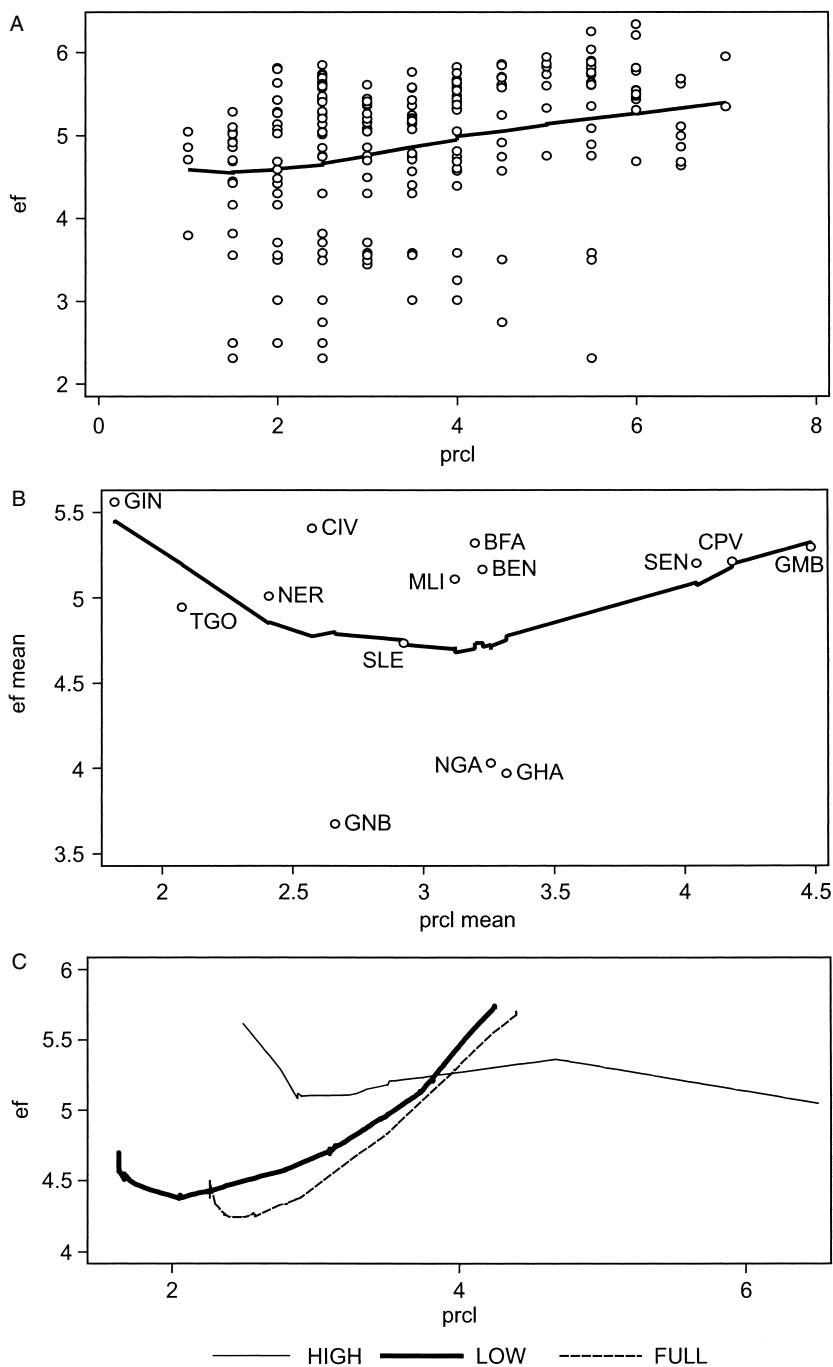 A
6
5
4
3
2
ef
0 2 4 6 8
prcl
B
5.5
5
4.5
4
3.5
ef mean
GIN
CIV
BFA
BEN
MLI
NER
TGO
SLE
SEN
CPV
GMB
NGA
GHA
GNB
2 2.5 3 3.5 4 4.5
prcl mean
C
6
5.5
5
4.5
4
ef
2 4 6
prcl
HIGH LOW FULL